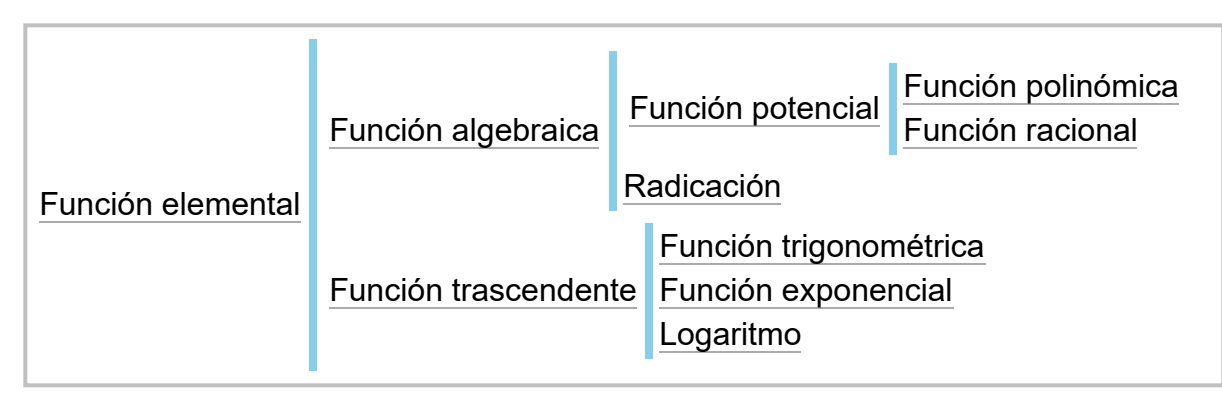 Función elemental
Función algebraica
Función potencial
Función polinómica
Función racional
Radicación
Función trascendente
Función trigonométrica
Función exponencial
Logaritmo